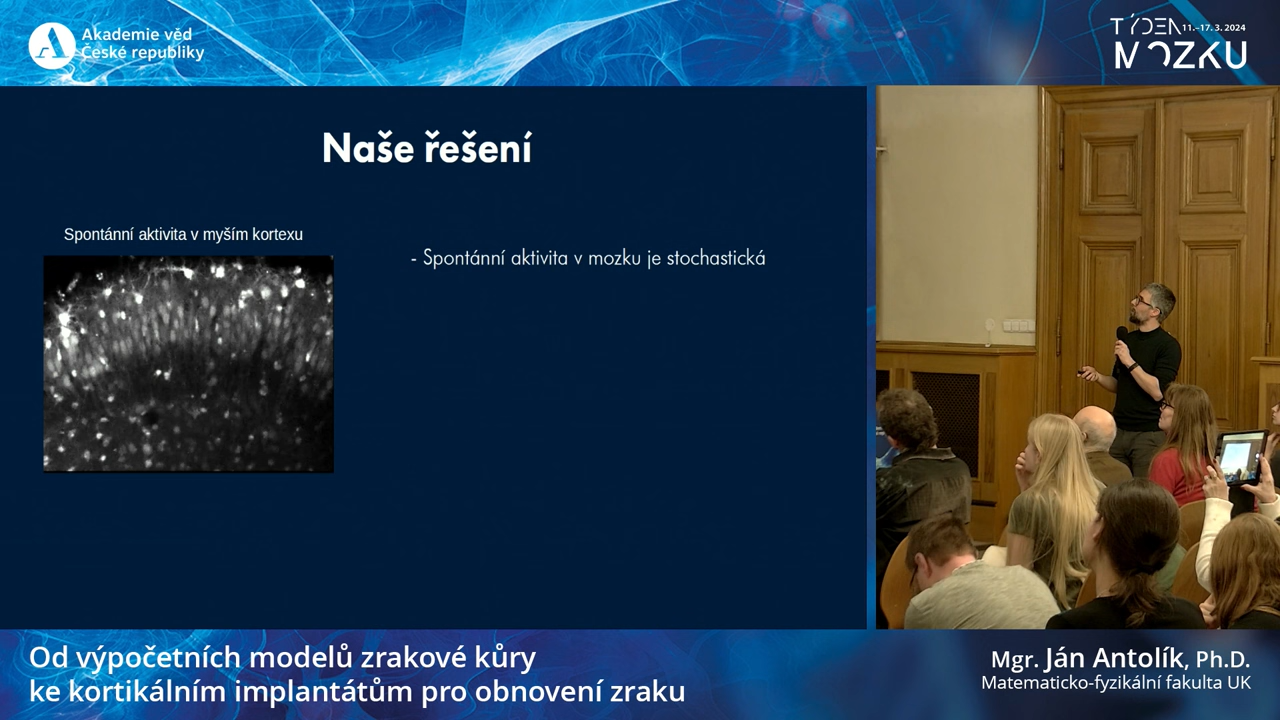 Akademie věd
České republiky
TÝDEN 11.–17. 3. 2024
MOZKU
Naše řešení
Spontánní aktivita v myším kortexu
- Spontánní aktivita v mozku je stochastická
Od výpočetních modelů zrakové kůry
ke kortikálním implantátům pro obnovení zraku
Mgr. Ján Antolík, Ph.D.
Matematicko-fyzikální fakulta UK